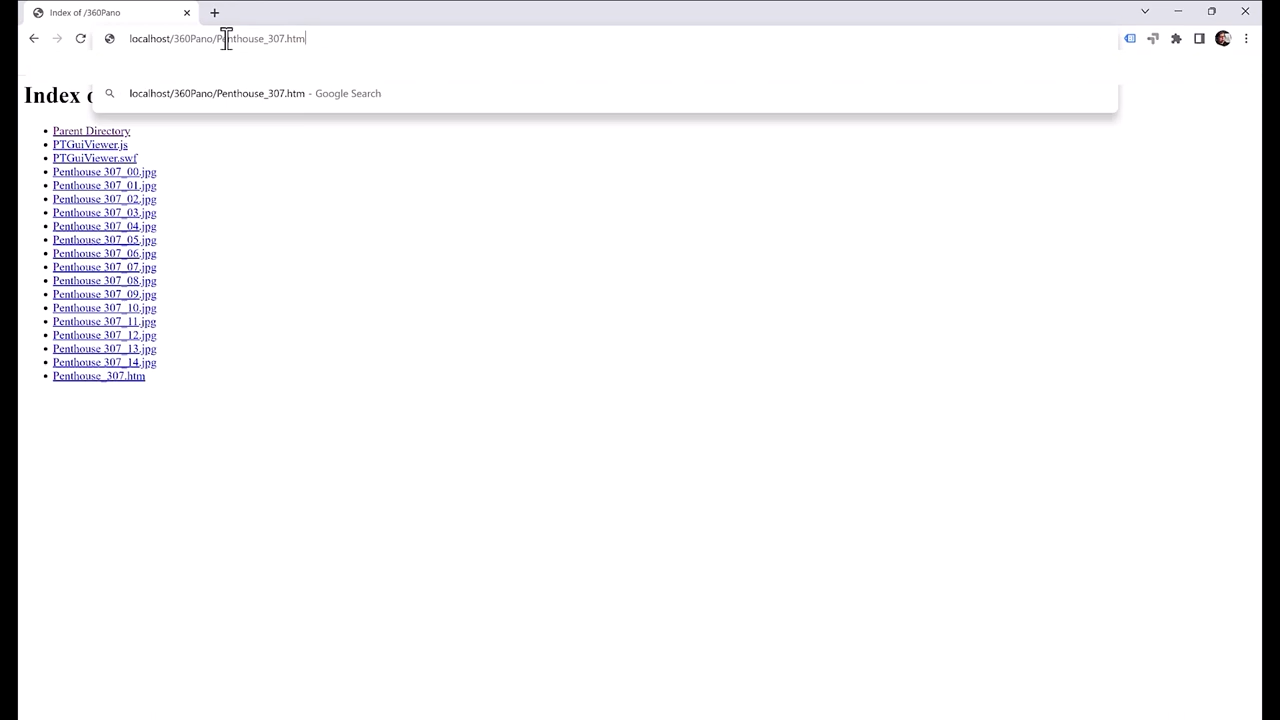 Index of /360Pano
localhost/360Pano/Penthouse_307.htm
localhost/360Pano/Penthouse_307.htm - Google Search
Index o
Parent Directory
PTGuiViewer.js
PTGuiViewer.swf
Penthouse 307_00.jpg
Penthouse 307_01.jpg
Penthouse 307_02.jpg
Penthouse 307_03.jpg
Penthouse 307_04.jpg
Penthouse 307_05.jpg
Penthouse 307_06.jpg
Penthouse 307_07.jpg
Penthouse 307_08.jpg
Penthouse 307_09.jpg
Penthouse 307_10.jpg
Penthouse 307_11.jpg
Penthouse 307_12.jpg
Penthouse 307_13.jpg
Penthouse 307_14.jpg
Penthouse_307.htm